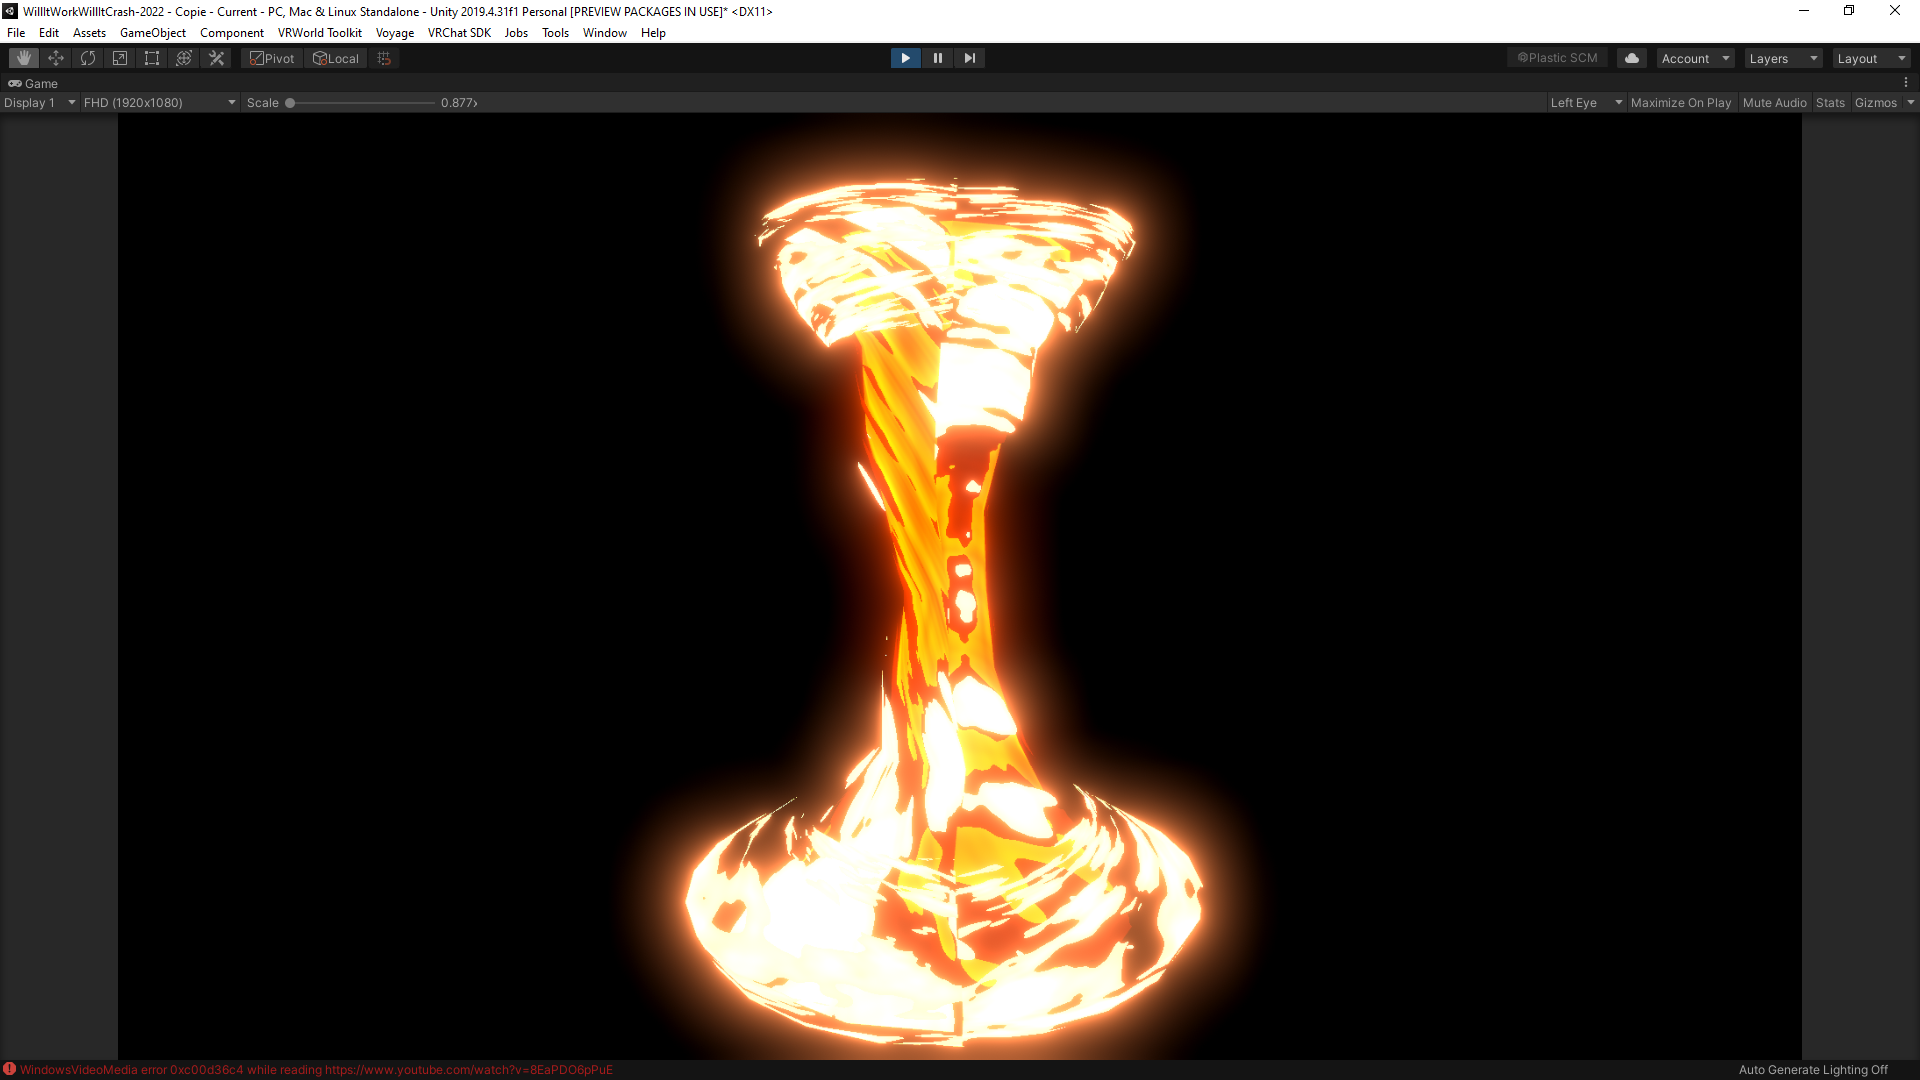 WillItWorkWillItCrash-2022 - Copie - Current - PC, Mac & Linux Standalone - Unity 2019.4.31f1 Personal [PREVIEW PACKAGES IN USE]* <DX11>
File Edit Assets GameObject Component VRWorld Toolkit Voyage VRChat SDK Jobs Tools Window Help
Pivot Local Plastic SCM Account Layers Layout
Game
Display 1 FHD (1920x1080) Scale 0.877x Left Eye Maximize On Play Mute Audio Stats Gizmos
WindowsVideoMedia error 0xc00d36c4 while reading https://www.youtube.com/watch?v=8EaPDO6pPuE Auto Generate Lighting Off